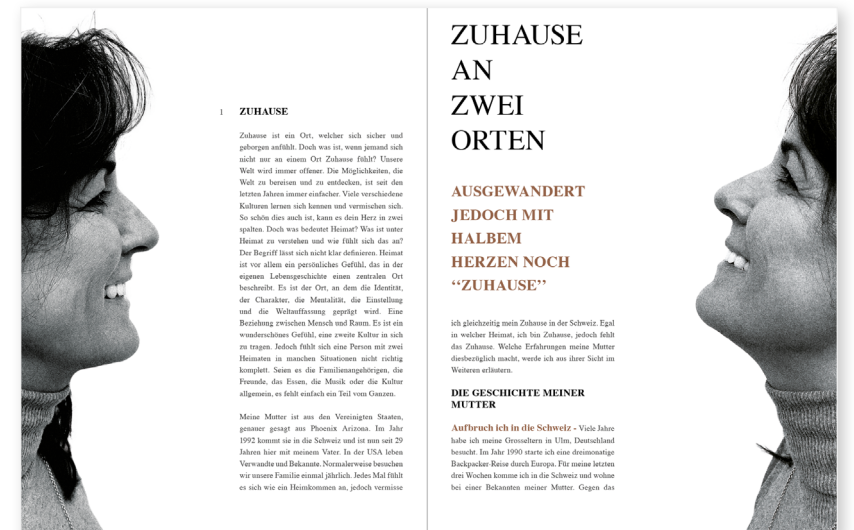 1 ZUHAUSE
Zuhause ist ein Ort, welcher sich sicher und
geborgen anfühlt. Doch was ist, wenn jemand sich
nicht nur an einem Ort Zuhause fühlt? Unsere
Welt wird immer offener. Die Möglichkeiten, die
Welt zu bereisen und zu entdecken, ist seit den
letzten Jahren immer einfacher. Viele verschiedene
Kulturen lernen sich kennen und vermischen sich.
So schön dies auch ist, kann es dein Herz in zwei
spalten. Doch was bedeutet Heimat? Was ist unter
Heimat zu verstehen und wie fühlt sich das an?
Der Begriff lässt sich nicht klar definieren. Heimat
ist vor allem ein persönliches Gefühl, das in der
eigenen Lebensgeschichte einen zentralen Ort
beschreibt. Es ist der Ort, an dem die Identität,
der Charakter, die Mentalität, die Einstellung
und die Weltauffassung geprägt wird. Eine
Beziehung zwischen Mensch und Raum. Es ist ein
wunderschönes Gefühl, eine zweite Kultur in sich
zu tragen. Jedoch fühlt sich eine Person mit zwei
Heimaten in manchen Situationen nicht richtig
komplett. Seien es die Familienangehörigen, die
Freunde, das Essen, die Musik oder die Kultur
allgemein, es fehlt einfach ein Teil vom Ganzen.
Meine Mutter ist aus den Vereinigten Staaten,
genauer gesagt aus Phoenix Arizona. Im Jahr
1992 kommt sie in die Schweiz und ist nun seit 29
Jahren hier mit meinem Vater. In der USA leben
Verwandte und Bekannte. Normalerweise besuchen
wir unsere Familie einmal jährlich. Jedes Mal fühlt
es sich wie ein Heimkommen an, jedoch vermisse
ZUHAUSE
AN
ZWEI
ORTEN
AUSGEWANDERT
JEDOCH MIT
HALBEM
HERZEN NOCH
“ZUHAUSE”
ich gleichzeitig mein Zuhause in der Schweiz. Egal
in welcher Heimat, ich bin Zuhause, jedoch fehlt
das Zuhause. Welche Erfahrungen meine Mutter
diesbezüglich macht, werde ich aus ihrer Sicht im
Weiteren erläutern.
DIE GESCHICHTE MEINER
MUTTER
Aufbruch ich in die Schweiz - Viele Jahre
habe ich meine Grosseltern in Ulm, Deutschland
besucht. Im Jahr 1990 starte ich eine dreimonatige
Backpacker-Reise durch Europa. Für meine letzten
drei Wochen komme ich in die Schweiz und wohne
bei einer Bekannten meiner Mutter. Gegen das